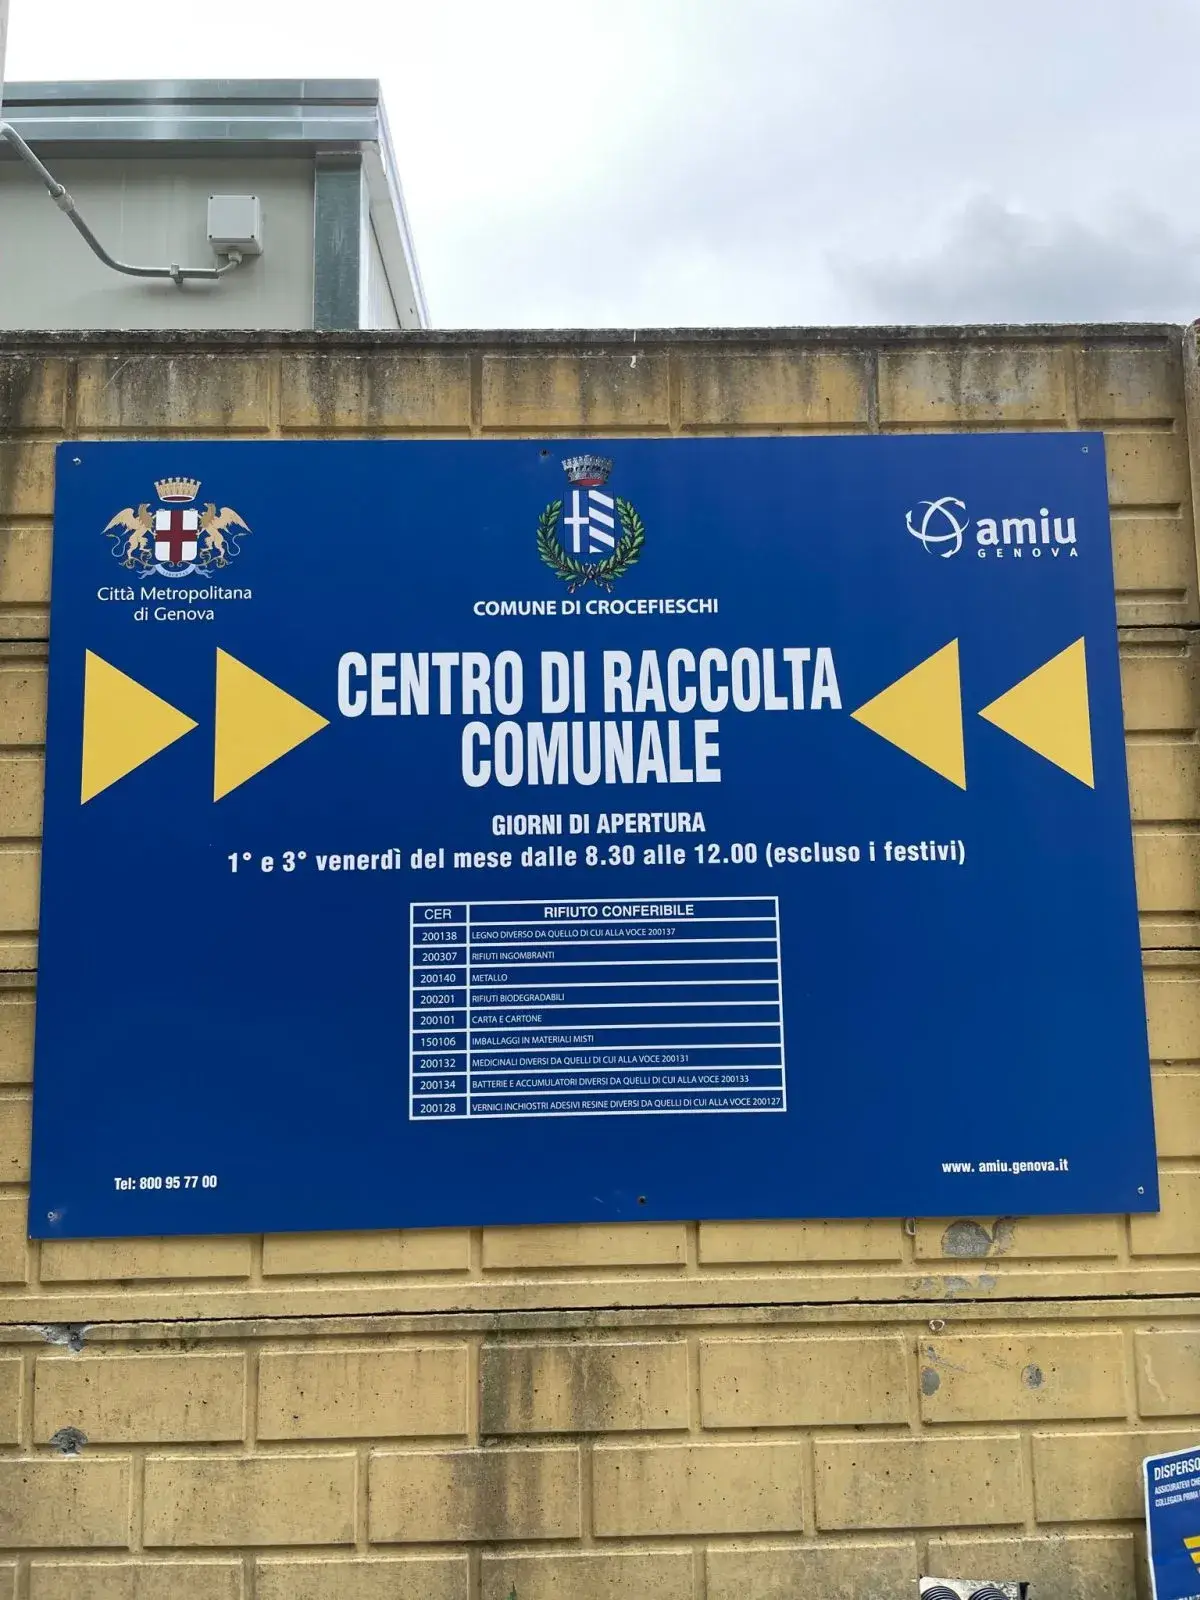 Città Metropolitana
di Genova
COMUNE DI CROCEFIESCHI
amiu
GENOVA
CENTRO DI RACCOLTA
COMUNALE
GIORNI DI APERTURA
1° e 3° venerdì del mese dalle 8.30 alle 12.00 (escluso i festivi)
CER RIFIUTO CONFERIBILE
200138 LEGNO DIVERSO DA QUELLO DI CUI ALLA VOCE 200137
200307 RIFIUTI INGOMBRANTI
200140 METALLO
200201 RIFIUTI BIODEGRADABILI
200101 CARTA E CARTONE
150106 IMBALLAGGI IN MATERIALI MISTI
200132 MEDICINALI DIVERSI DA QUELLI DI CUI ALLA VOCE 200131
200134 BATTERIE E ACCUMULATORI DIVERSI DA QUELLI DI CUI ALLA VOCE 200133
200128 VERNICI INCHIOSTRI ADESIVI RESINE DIVERSI DA QUELLI DI CUI ALLA VOCE 200127
Tel: 800 95 77 00
www. amiu.genova.it
DISPERSO
ASSICURATEVI CHE
COLLEGATA PRIMA